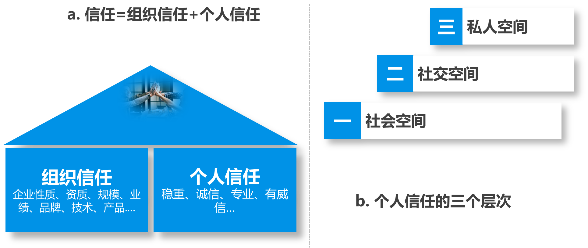 a. 信任=组织信任+个人信任
组织信任
企业性质、资质、规模、业
绩、品牌、技术、产品....
个人信任
稳重、诚信、专业、有威
信...
三 私人空间
二 社交空间
一 社会空间
b. 个人信任的三个层次